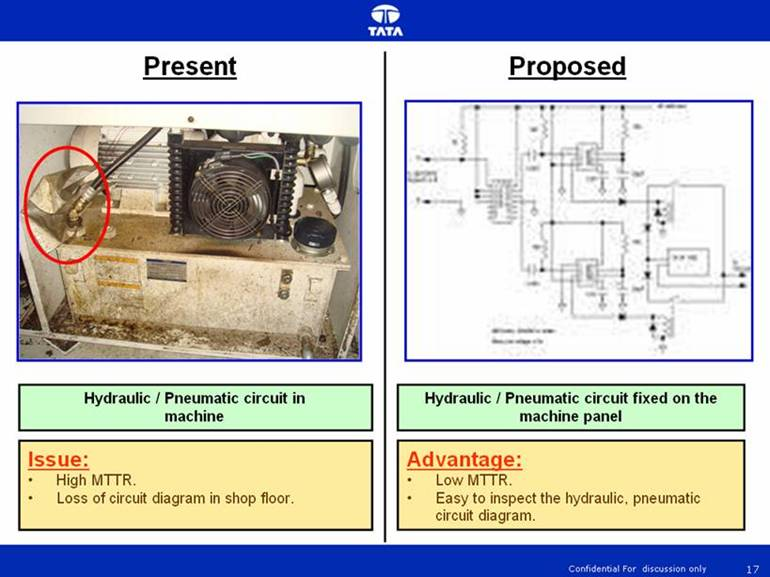 TATA
Present
Proposed
Hydraulic / Pneumatic circuit in
machine
Hydraulic / Pneumatic circuit fixed on the
machine panel
Issue:
• High MTTR.
• Loss of circuit diagram in shop floor.
Advantage:
• Low MTTR.
• Easy to inspect the hydraulic, pneumatic
circuit diagram.
Confidential For discussion only
17